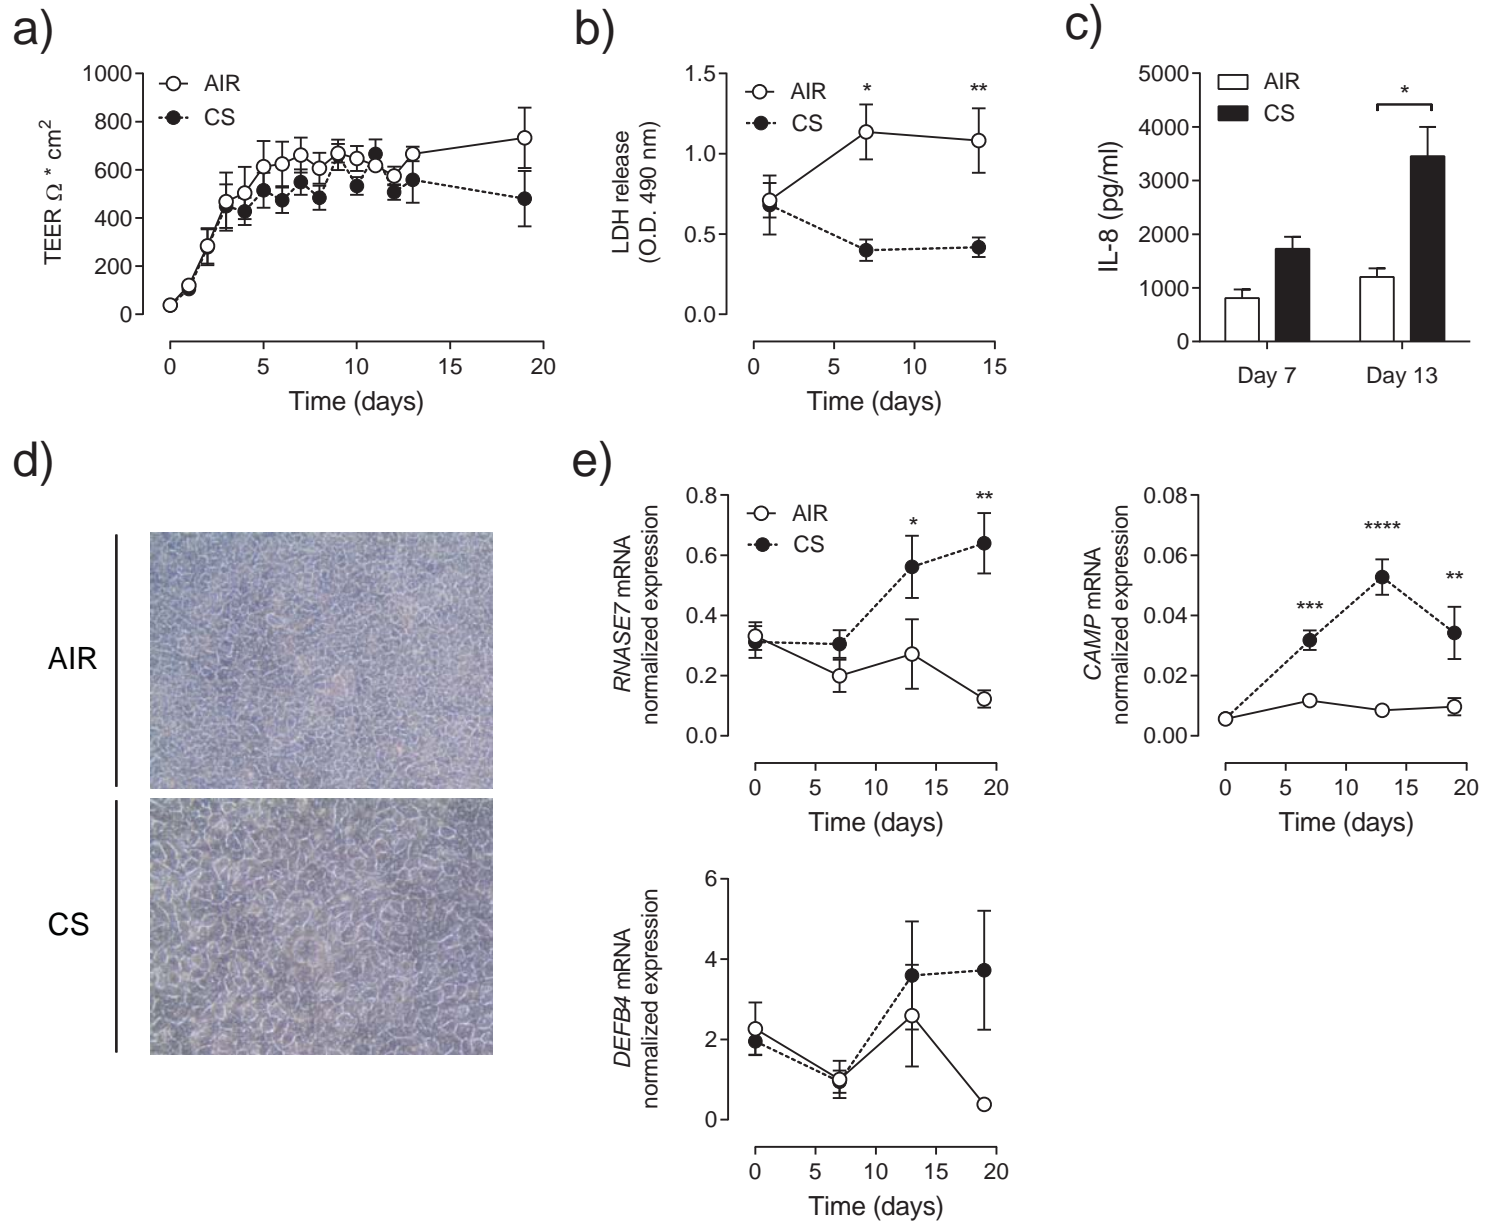 a)
1000
800
600
400
200
0
TEER Ω * cm2
AIR
CS
0 5 10 15 20
Time (days)
b)
1.5
1.0
0.5
0.0
LDH release
(O.D. 490 nm)
AIR
CS
* **
0 5 10 15
Time (days)
c)
5000
4000
3000
2000
1000
0
IL-8 (pg/ml)
AIR
CS
*
Day 7 Day 13
d)
AIR
CS
e)
0.8
0.6
0.4
0.2
0.0
RNASE7 mRNA
normalized expression
AIR
CS
* **
0 5 10 15 20
Time (days)
0.08
0.06
0.04
0.02
0.00
CAMP mRNA
normalized expression
*** **** **
0 5 10 15 20
Time (days)
6
4
2
0
DEFB4 mRNA
normalized expression
0 5 10 15 20
Time (days)